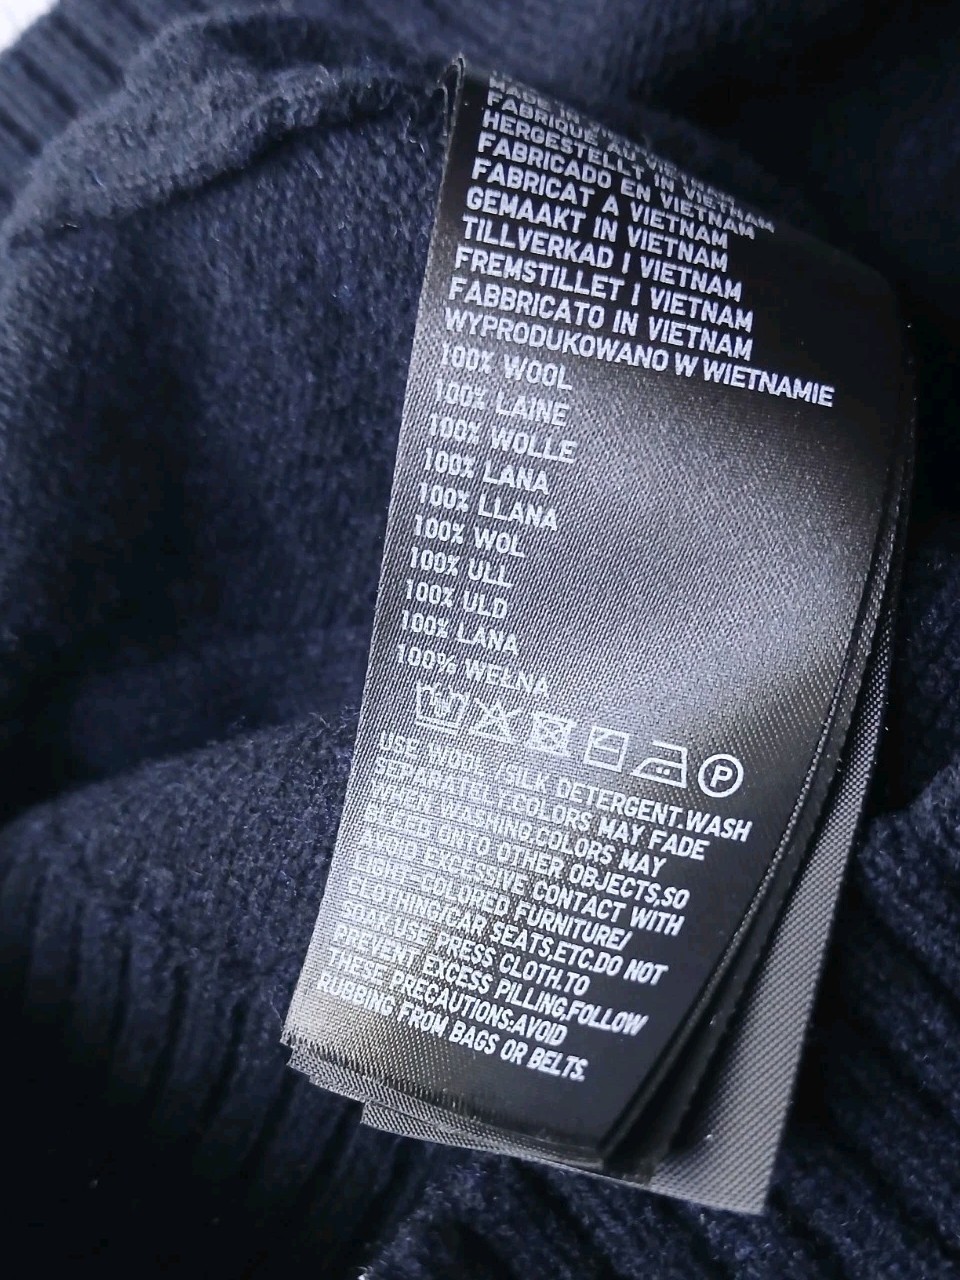 MADE IN
FABRIQUÉ AU VIETNAM
HERGESTELLT IN VIETNAM
FABRICADO EN VIETNAM
FABRICAT A VIETNAM
GEMAAKT IN VIETNAM
TILLVERKAD I VIETNAM
FREMSTILLET I VIETNAM
FABBRICATO IN VIETNAM
WYPRODUKOWANO W WIETNAMIE
100% WOOL
100% LAINE
100% WOLLE
100% LANA
100% LLANA
100% WOL
100% ULL
100% ULD
100% LANA
100% WEŁNA
P
USE WOOL /SILK DETERGENT.WASH
SEPARATELY.COLORS MAY FADE
WHEN WASHING.COLORS MAY
BLEED ONTO OTHER OBJECTS,SO
AVOID EXCESSIVE CONTACT WITH
LIGHT-COLORED FURNITURE/
CLOTHING/CAR SEATS,ETC.DO NOT
SOAK.USE PRESS CLOTH.TO
PREVENT EXCESS PILLING,FOLLOW
THESE PRECAUTIONS:AVOID
RUBBING FROM BAGS OR BELTS.